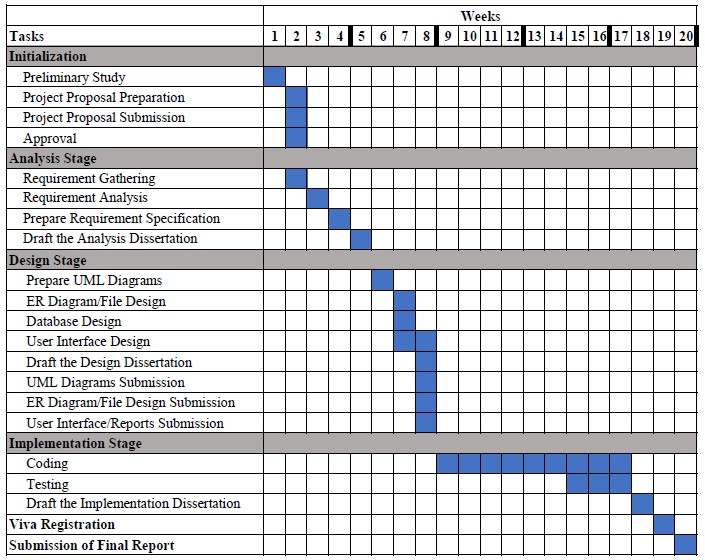 Weeks
Tasks 1 2 3 4 5 6 7 8 9 10 11 12 13 14 15 16 17 18 19 20
Initialization
Preliminary Study
Project Proposal Preparation
Project Proposal Submission
Approval
Analysis Stage
Requirement Gathering
Requirement Analysis
Prepare Requirement Specification
Draft the Analysis Dissertation
Design Stage
Prepare UML Diagrams
ER Diagram/File Design
Database Design
User Interface Design
Draft the Design Dissertation
UML Diagrams Submission
ER Diagram/File Design Submission
User Interface/Reports Submission
Implementation Stage
Coding
Testing
Draft the Implementation Dissertation
Viva Registration
Submission of Final Report